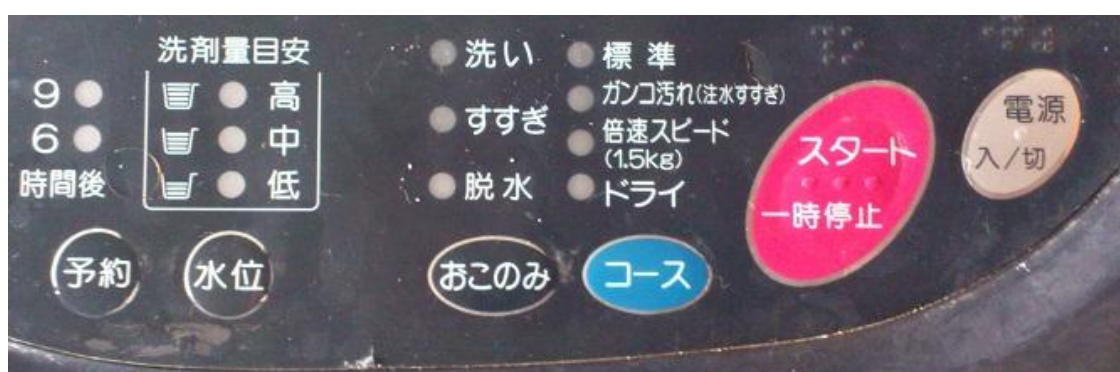 洗剤量目安
9
6
時間後
高
中
低
予約
水位
洗い
すすぎ
脱水
おこのみ
標準
ガンコ汚れ(注水すすぎ)
倍速スピード
(1.5kg)
ドライ
コース
スタート
一時停止
電源
入/切